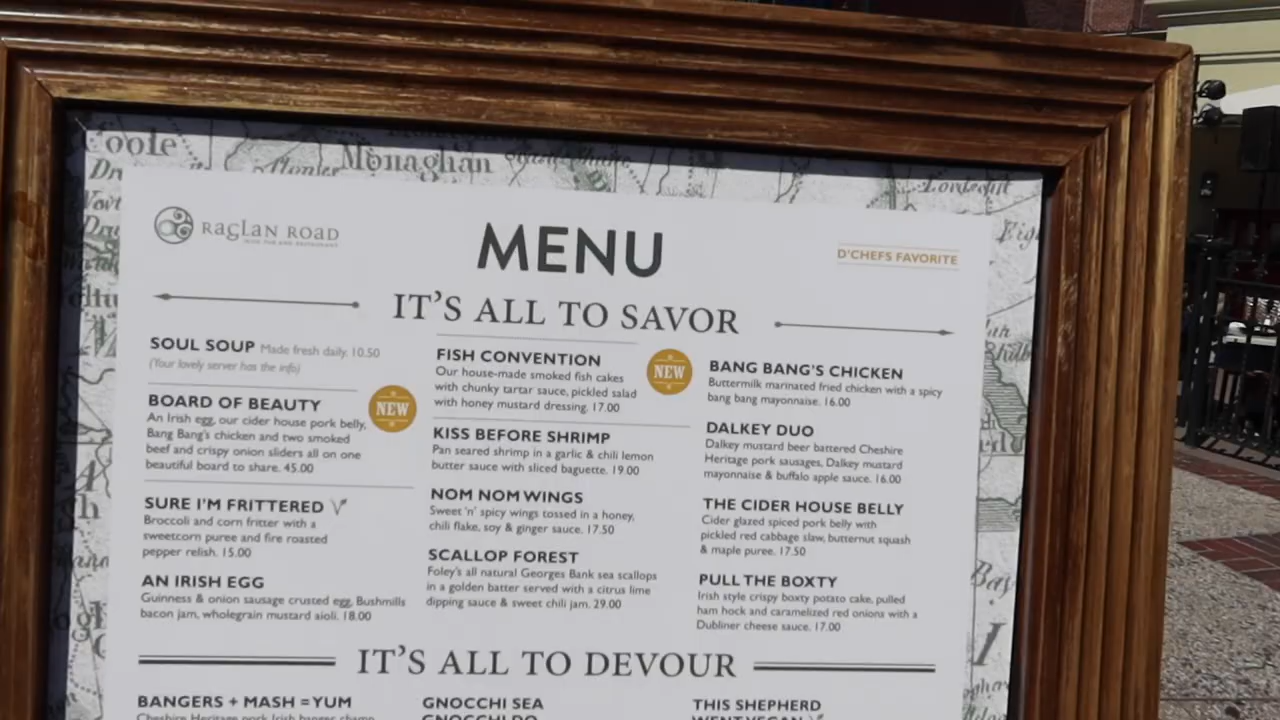 Coole
Monaghan
RAGLAN ROAD
MENU
D'CHEFS FAVORITE
IT'S ALL TO SAVOR
SOUL SOUP Made fresh daily. 10.50
(Your lovely server has the info)
BOARD OF BEAUTY
NEW
An Irish egg, our cider house pork belly,
Bang Bang's chicken and two smoked
beef and crispy onion sliders all on one
beautiful board to share. 45.00
SURE I'M FRITTERED
Broccoli and corn fritter with a
sweetcorn puree and fire roasted
pepper relish. 15.00
AN IRISH EGG
Guinness & onion sausage crusted egg, Bushmills
bacon jam, wholegrain mustard aioli. 18.00
FISH CONVENTION
NEW
Our house-made smoked fish cakes
with chunky tartar sauce, pickled salad
with honey mustard dressing. 17.00
KISS BEFORE SHRIMP
Pan seared shrimp in a garlic & chili lemon
butter sauce with sliced baguette. 19.00
NOM NOM WINGS
Sweet 'n' spicy wings tossed in a honey,
chili flake, soy & ginger sauce. 17.50
SCALLOP FOREST
Foley's all natural Georges Bank sea scallops
in a golden batter served with a citrus lime
dipping sauce & sweet chili jam. 29.00
BANG BANG'S CHICKEN
Buttermilk marinated fried chicken with a spicy
bang bang mayonnaise. 16.00
DALKEY DUO
Dalkey mustard beer battered Cheshire
Heritage pork sausages, Dalkey mustard
mayonnaise & buffalo apple sauce. 16.00
THE CIDER HOUSE BELLY
Cider glazed spiced pork belly with
pickled red cabbage slaw, butternut squash
& maple puree. 17.50
PULL THE BOXTY
Irish style crispy boxty potato cake, pulled
ham hock and caramelized red onions with a
Dubliner cheese sauce. 17.00
IT'S ALL TO DEVOUR
BANGERS + MASH = YUM
Cheshire Heritage pork Irish banger, champ
GNOCCHI SEA
GNOCCHI DO
THIS SHEPHERD
WENT VEGAN